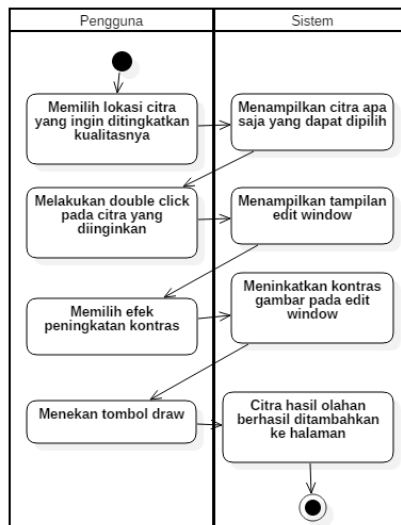 Pengguna
Sistem
Memilih lokasi citra
yang ingin ditingkatkan
kualitasnya
Menampilkan citra apa
saja yang dapat dipilih
Melakukan double click
pada citra yang
diinginkan
Menampilkan tampilan
edit window
Memilih efek
peningkatan kontras
Meninkatkan kontras
gambar pada edit
window
Menekan tombol draw
Citra hasil olahan
berhasil ditambahkan
ke halaman